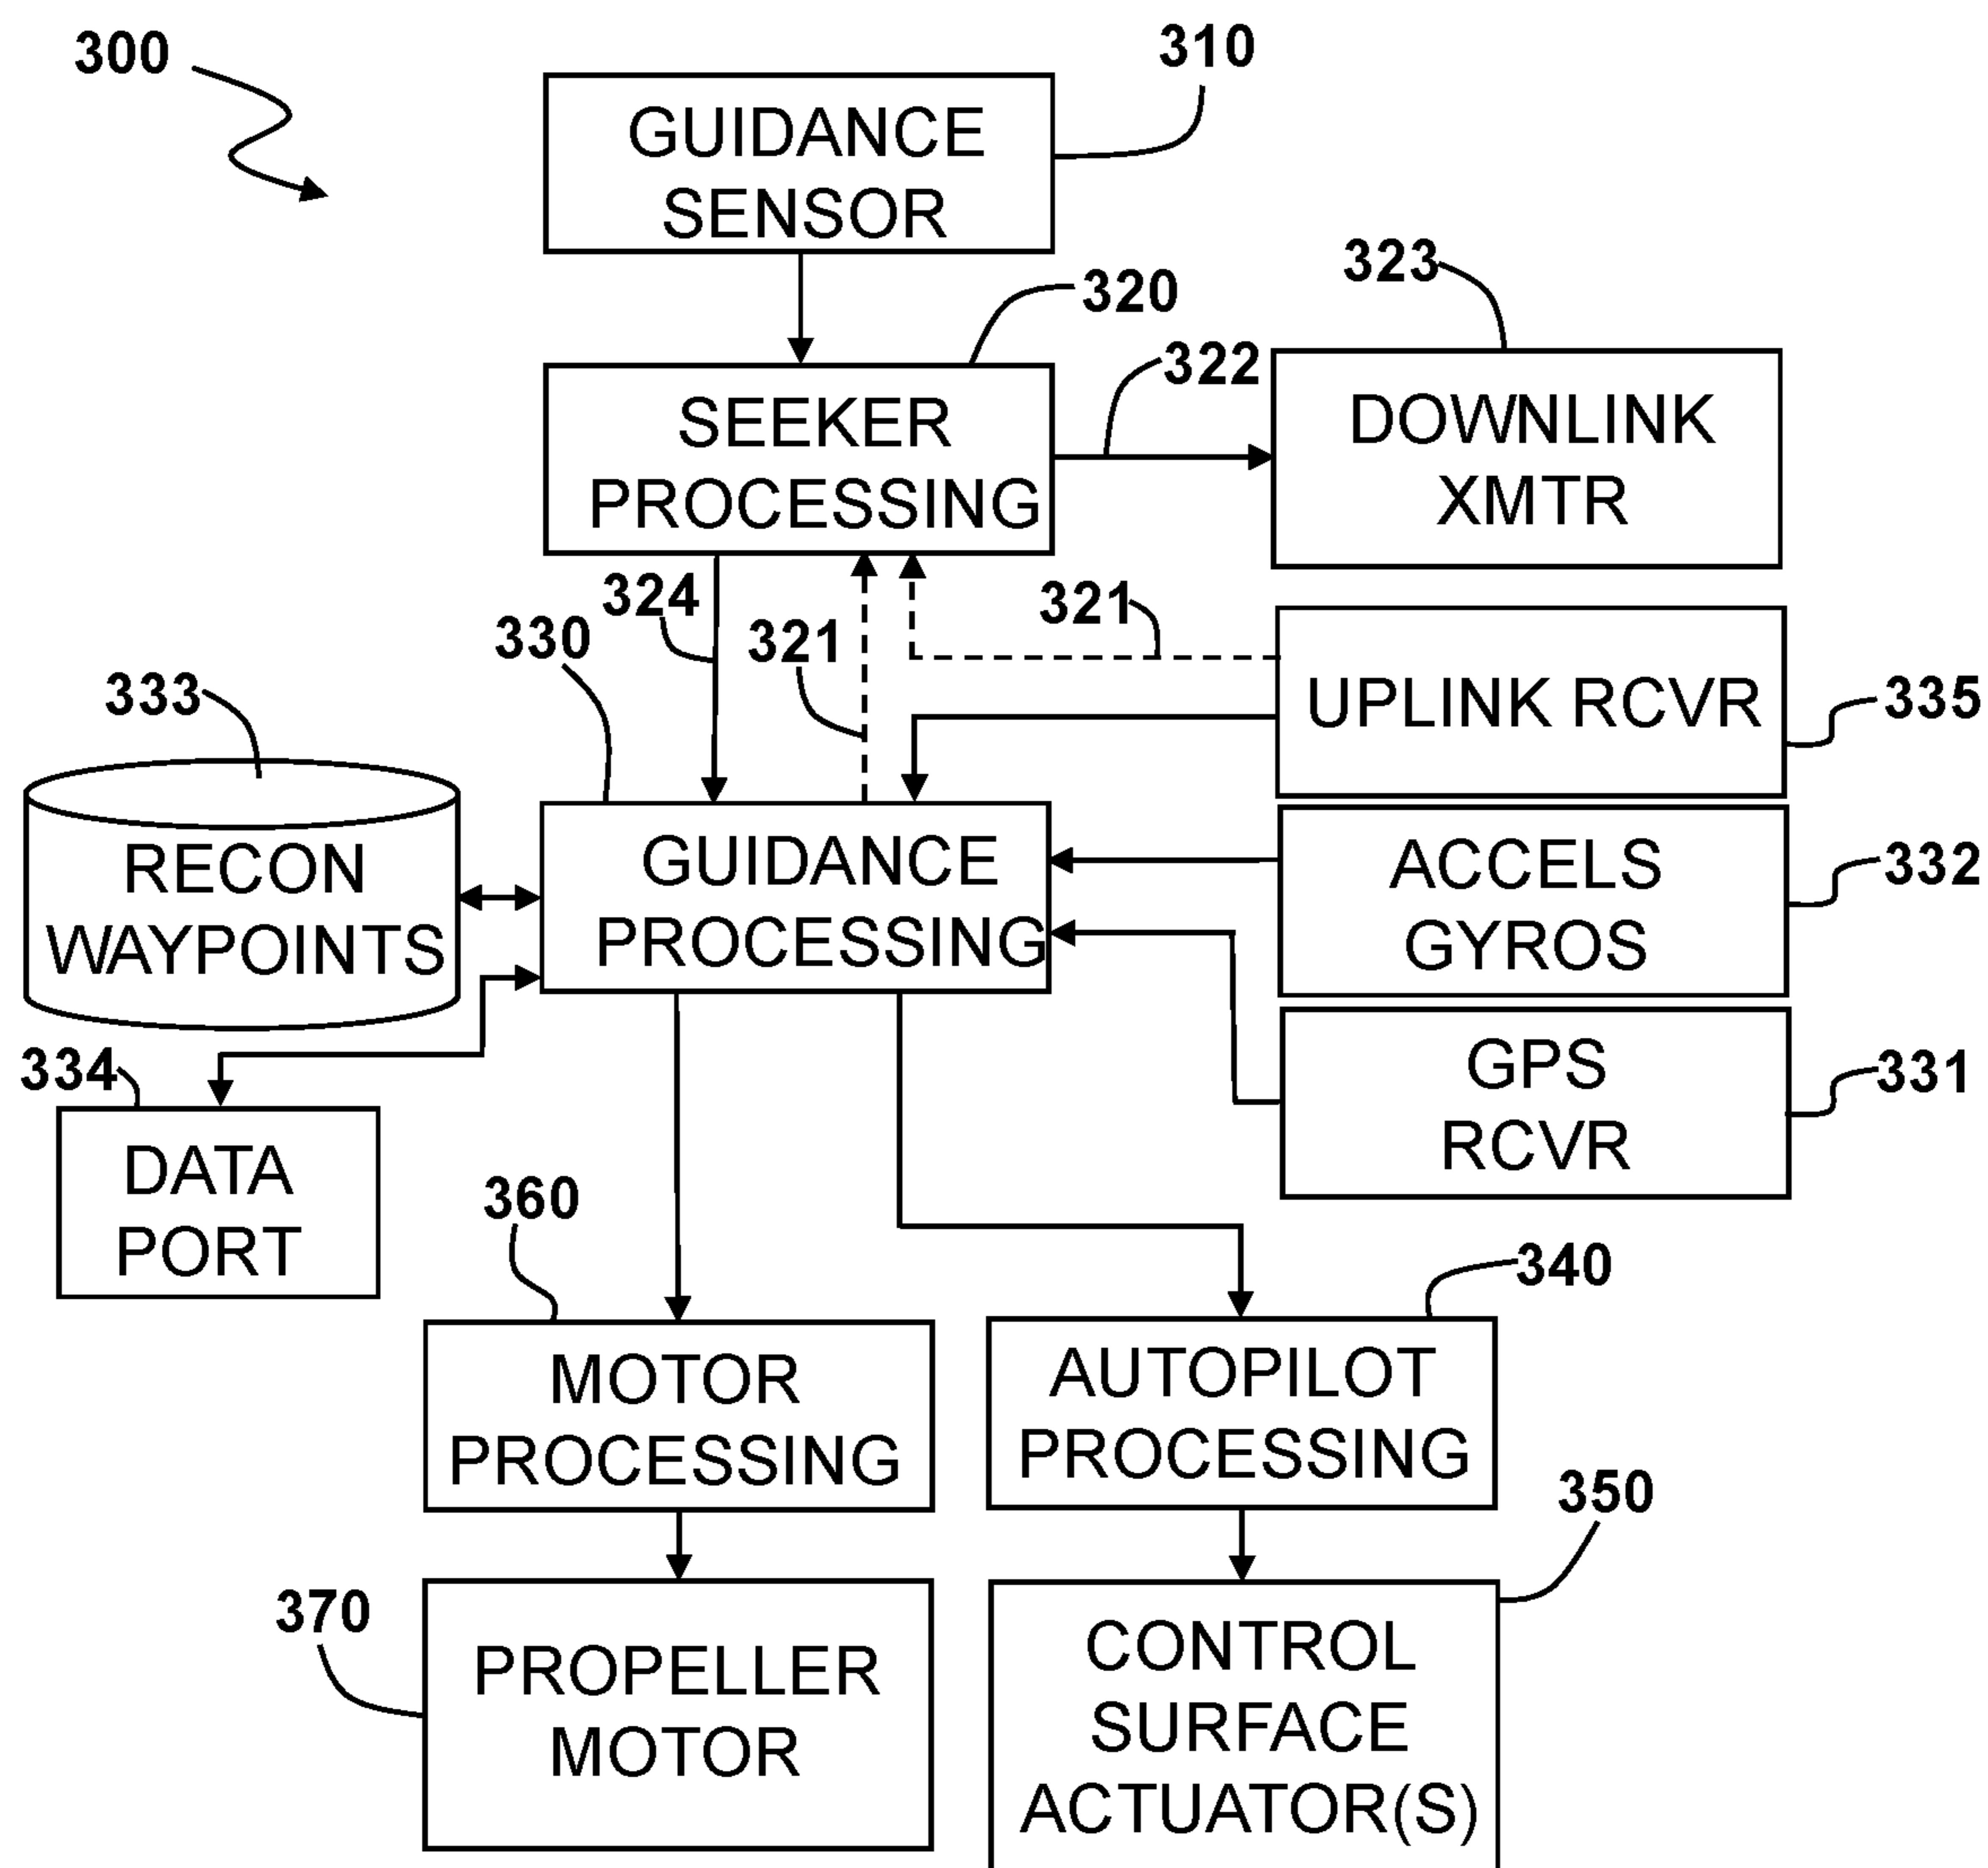 300
310
GUIDANCE
SENSOR
320
323
322
SEEKER
PROCESSING
DOWNLINK
XMTR
324
321
321
330
333
UPLINK RCVR
335
RECON
WAYPOINTS
GUIDANCE
PROCESSING
ACCELS
GYROS
332
334
DATA
PORT
GPS
RCVR
331
360
340
MOTOR
PROCESSING
AUTOPILOT
PROCESSING
350
370
PROPELLER
MOTOR
CONTROL
SURFACE
ACTUATOR(S)